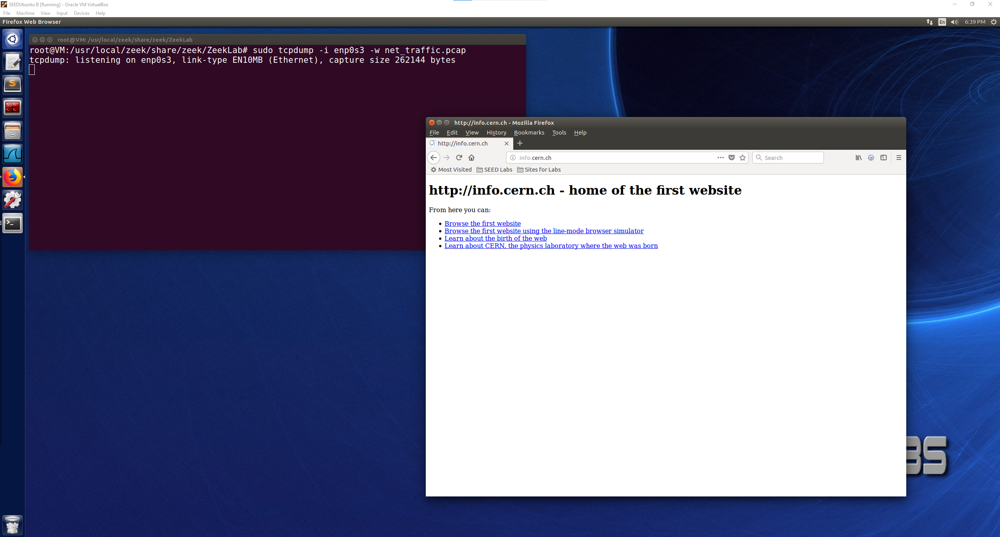 SEEDUbuntu B [Running] - Oracle VM VirtualBox
File Machine View Input Devices Help
Firefox Web Browser
En 6:39 PM
root@VM: /usr/local/zeek/share/zeek/ZeekLab
root@VM:/usr/local/zeek/share/zeek/ZeekLab# sudo tcpdump -i enp0s3 -w net_traffic.pcap
tcpdump: listening on enp0s3, link-type EN10MB (Ethernet), capture size 262144 bytes
http://info.cern.ch - Mozilla Firefox
File Edit View History Bookmarks Tools Help
http://info.cern.ch
info.cern.ch
Search
Most Visited SEED Labs Sites for Labs
http://info.cern.ch - home of the first website
From here you can:
• Browse the first website
• Browse the first website using the line-mode browser simulator
• Learn about the birth of the web
• Learn about CERN, the physics laboratory where the web was born